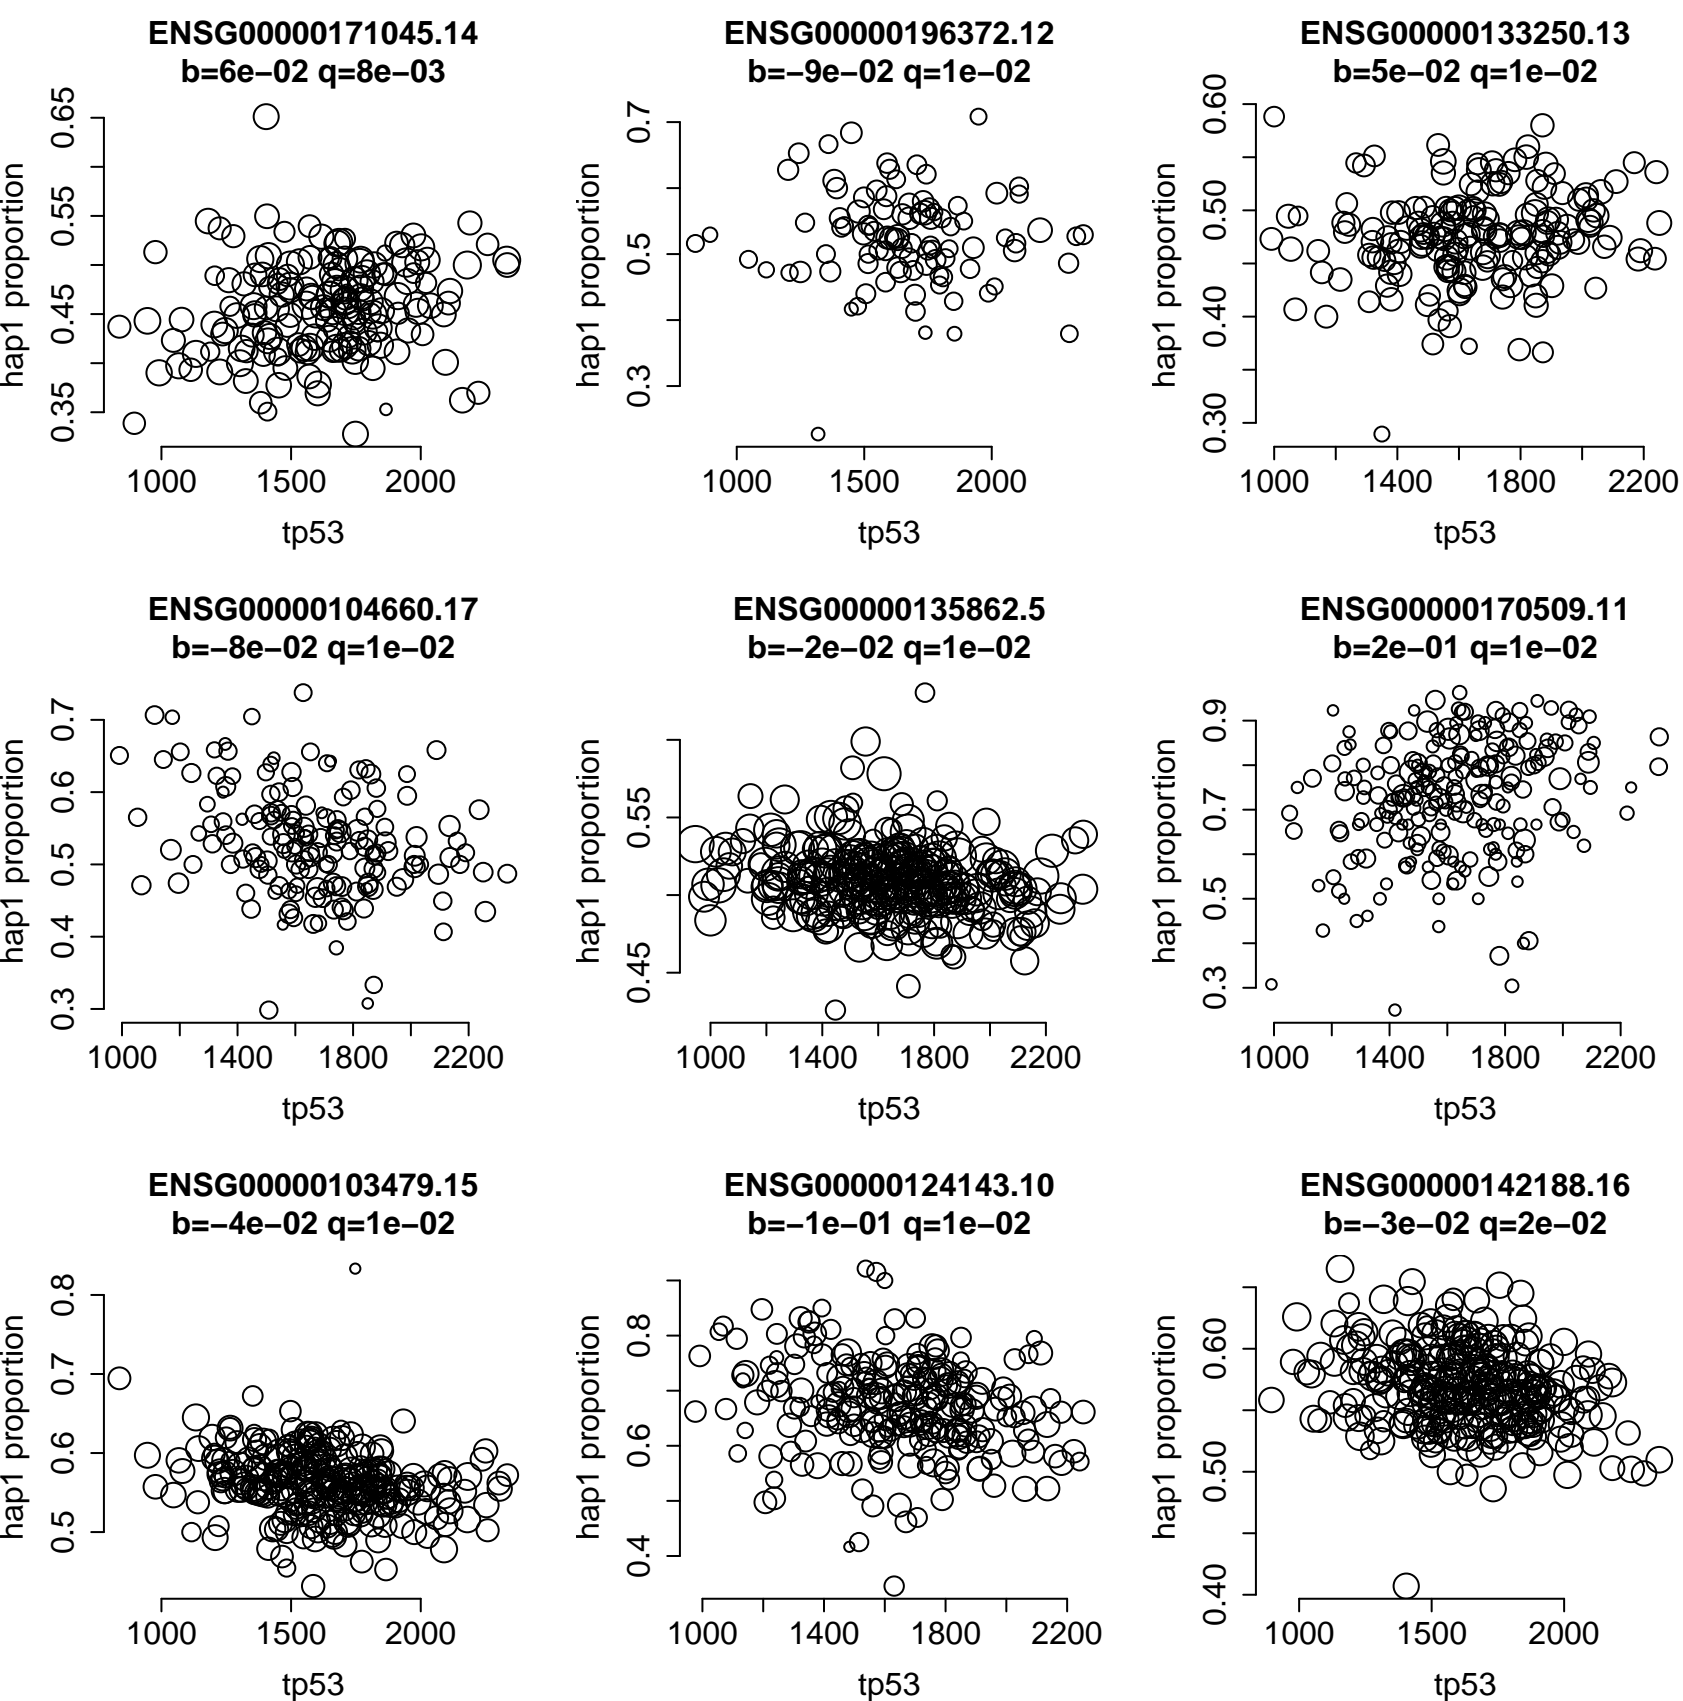 ENSG00000171045.14
b=6e−02 q=8e−03
hap1 proportion
0.35 0.45 0.55 0.65
1000 1500 2000
tp53
ENSG00000196372.12
b=−9e−02 q=1e−02
hap1 proportion
0.3 0.5 0.7
1000 1500 2000
tp53
ENSG00000133250.13
b=5e−02 q=1e−02
hap1 proportion
0.30 0.40 0.50 0.60
1000 1400 1800 2200
tp53
ENSG00000104660.17
b=−8e−02 q=1e−02
hap1 proportion
0.3 0.4 0.5 0.6 0.7
1000 1400 1800 2200
tp53
ENSG00000135862.5
b=−2e−02 q=1e−02
hap1 proportion
0.45 0.55
1000 1400 1800 2200
tp53
ENSG00000170509.11
b=2e−01 q=1e−02
hap1 proportion
0.3 0.5 0.7 0.9
1000 1400 1800 2200
tp53
ENSG00000103479.15
b=−4e−02 q=1e−02
hap1 proportion
0.5 0.6 0.7 0.8
1000 1500 2000
tp53
ENSG00000124143.10
b=−1e−01 q=1e−02
hap1 proportion
0.4 0.6 0.8
1000 1400 1800 2200
tp53
ENSG00000142188.16
b=−3e−02 q=2e−02
hap1 proportion
0.40 0.50 0.60
1000 1500 2000
tp53